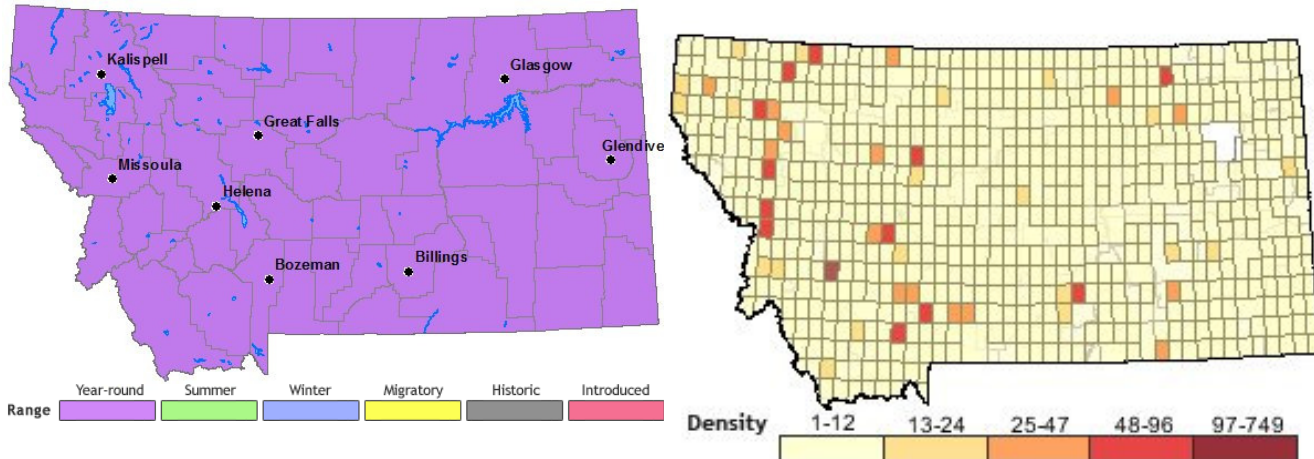 Kalispell
Glasgow
Great Falls
Glendive
Missoula
Helena
Bozeman
Billings
Year-round Summer Winter Migratory Historic Introduced
Range
Density 1-12 13-24 25-47 48-96 97-749